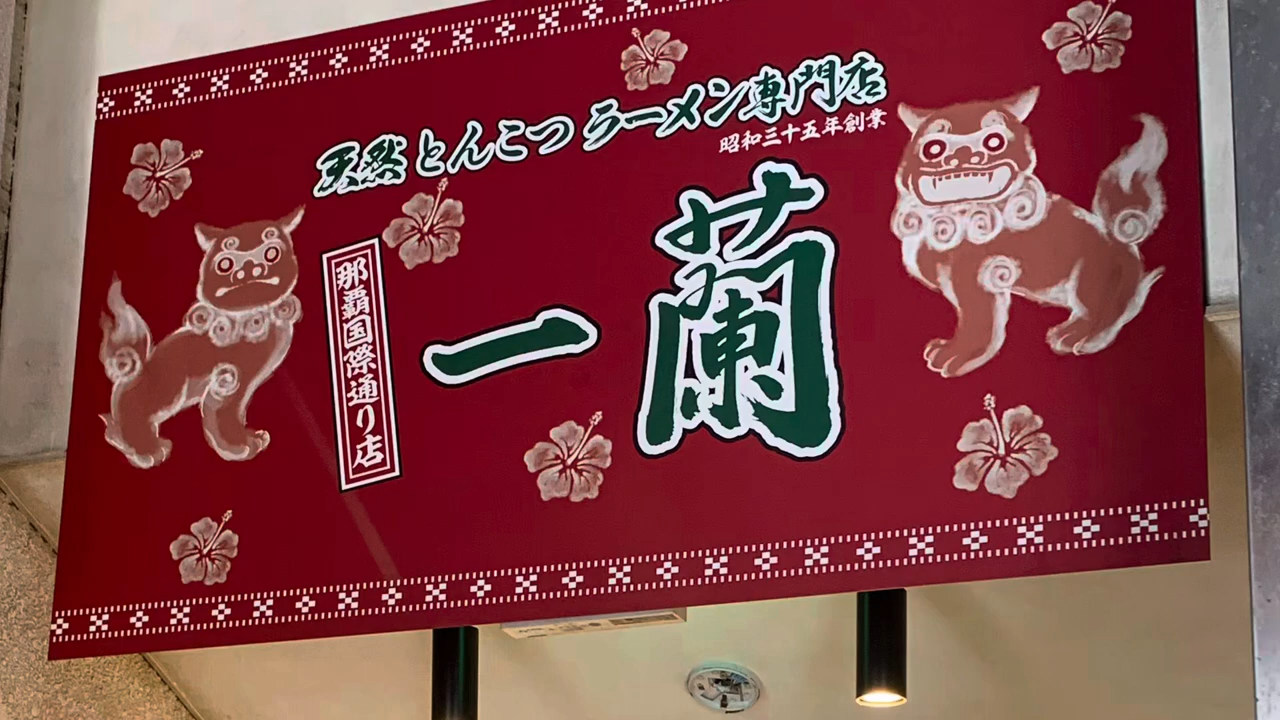 天然とんこつラーメン専門店
昭和三十五年創業
一蘭
那覇国際通り店